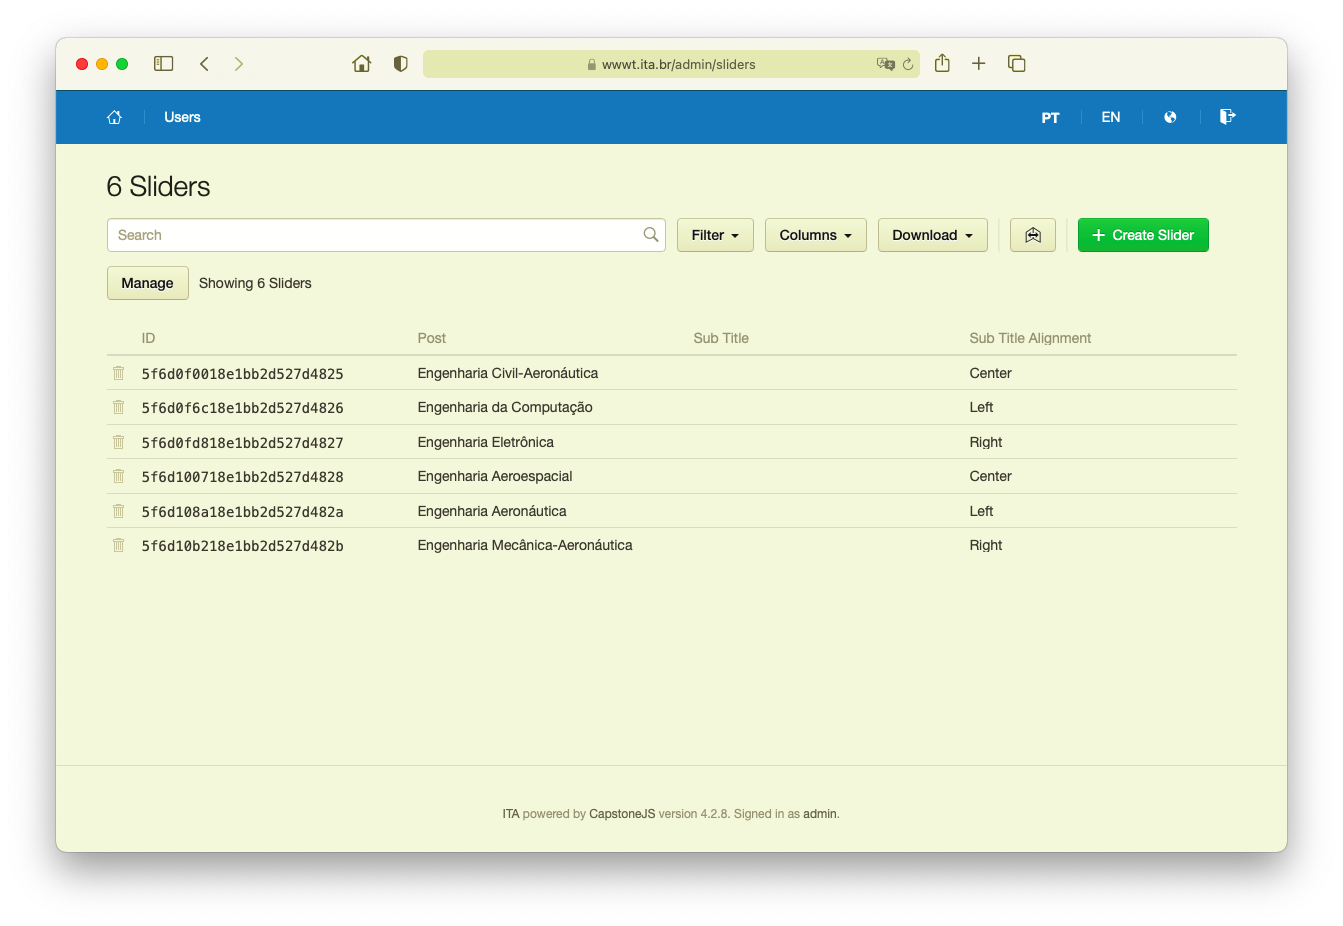 wwwt.ita.br/admin/sliders
Users PT EN
6 Sliders
Search Filter Columns Download + Create Slider
Manage Showing 6 Sliders
ID Post Sub Title Sub Title Alignment
5f6d0f0018e1bb2d527d4825 Engenharia Civil-Aeronáutica Center
5f6d0f6c18e1bb2d527d4826 Engenharia da Computação Left
5f6d0fd818e1bb2d527d4827 Engenharia Eletrônica Right
5f6d100718e1bb2d527d4828 Engenharia Aeroespacial Center
5f6d108a18e1bb2d527d482a Engenharia Aeronáutica Left
5f6d10b218e1bb2d527d482b Engenharia Mecânica-Aeronáutica Right
ITA powered by CapstoneJS version 4.2.8. Signed in as admin.